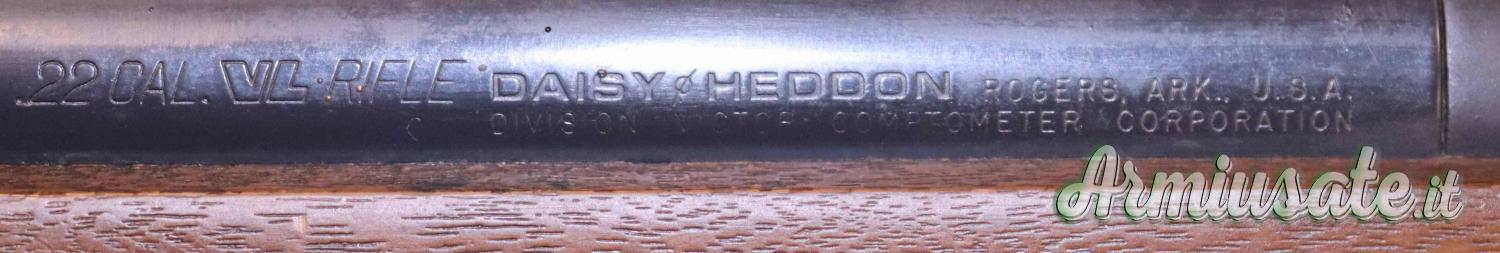 .22 CAL. VL RIFLE DAISY HEDDON ROGERS, ARK., U.S.A.
DIVISION VICTOR COMPTOMETER CORPORATION
Armiusate.it